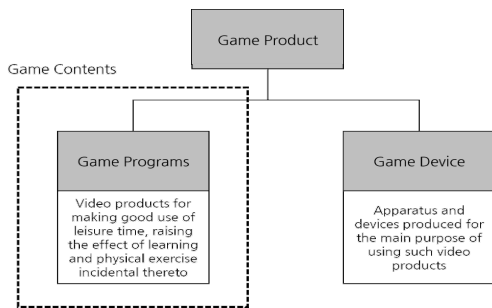 Game Product
Game Contents
Game Programs
Video products for
making good use of
leisure time, raising
the effect of learning
and physical exercise
incidental thereto
Game Device
Apparatus and
devices produced for
the main purpose of
using such video
products